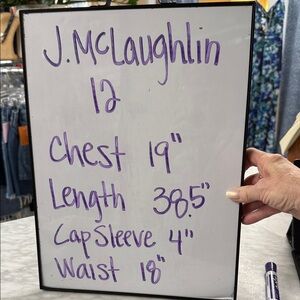 J. McLaughlin
12
Chest 19"
Length 38.5"
Cap Sleeve 4"
Waist 18"